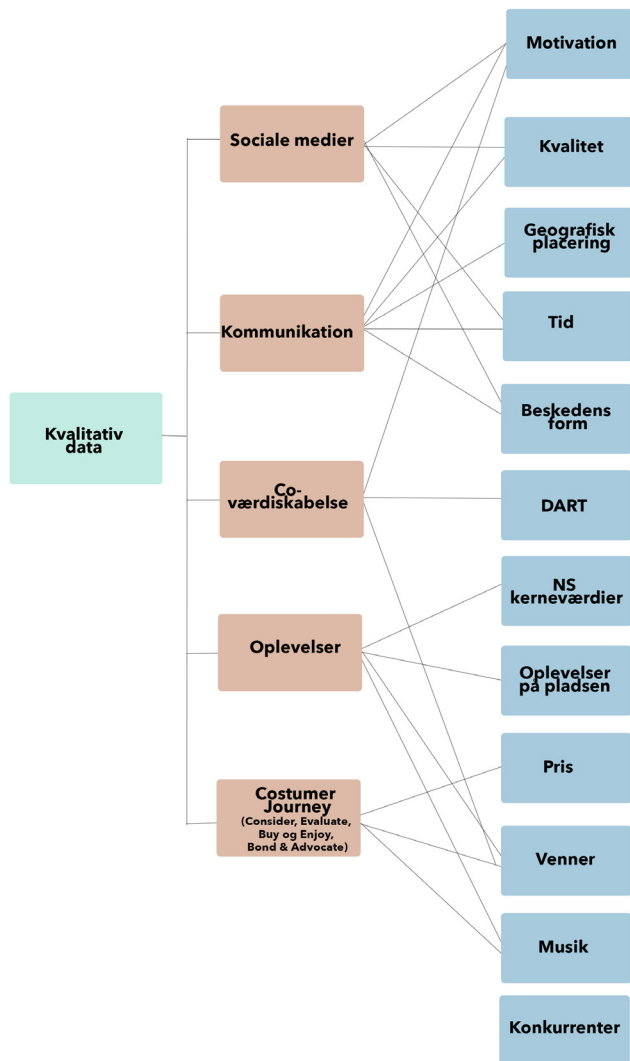 Motivation
Sociale medier
Kvalitet
Geografisk
placering
Kommunikation
Tid
Beskedens
form
Kvalitativ
data
Co-
værdiskabelse
DART
NS
kerneværdier
Oplevelser
Oplevelser
på pladsen
Pris
Costumer
Journey
(Consider, Evaluate,
Buy og Enjoy,
Bond & Advocate)
Venner
Musik
Konkurrenter